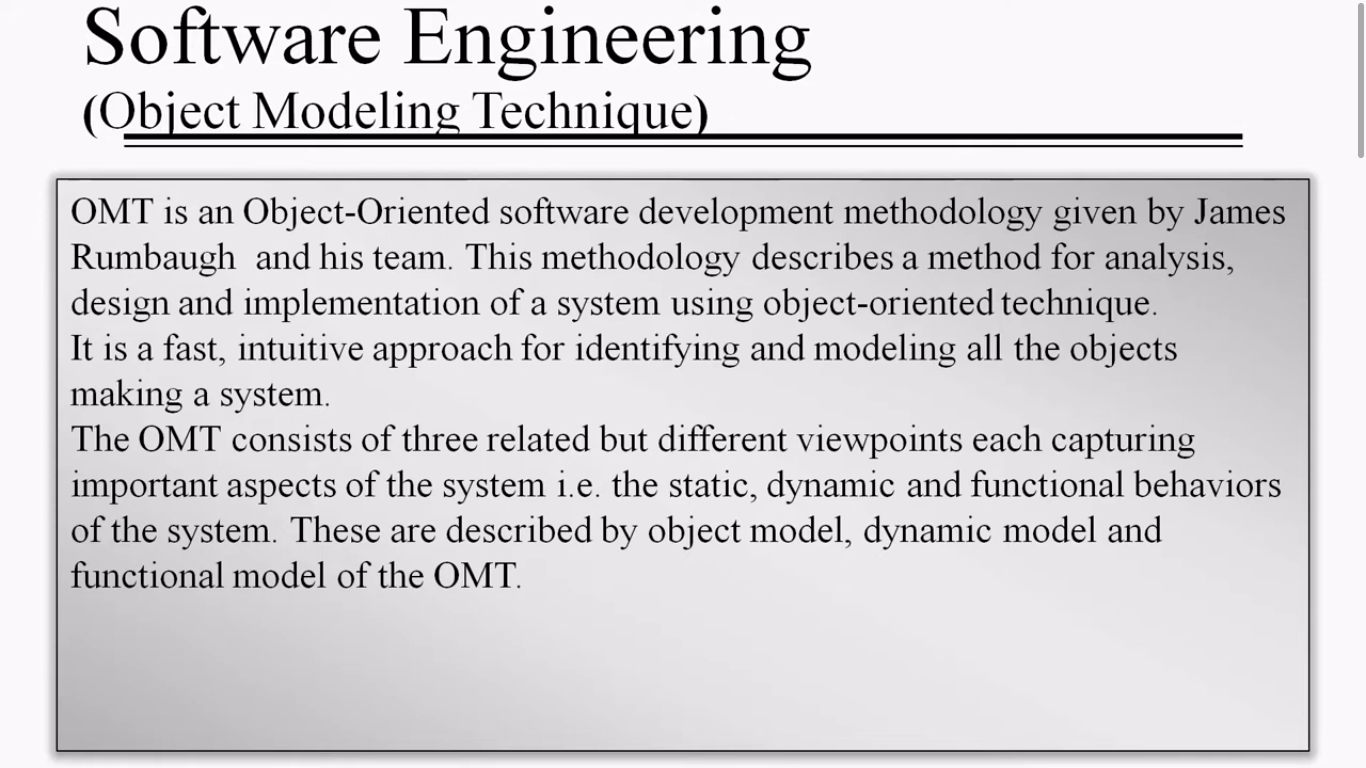 Software Engineering
(Object Modeling Technique)
OMT is an Object-Oriented software development methodology given by James
Rumbaugh and his team. This methodology describes a method for analysis,
design and implementation of a system using object-oriented technique.
It is a fast, intuitive approach for identifying and modeling all the objects
making a system.
The OMT consists of three related but different viewpoints each capturing
important aspects of the system i.e. the static, dynamic and functional behaviors
of the system. These are described by object model, dynamic model and
functional model of the OMT.